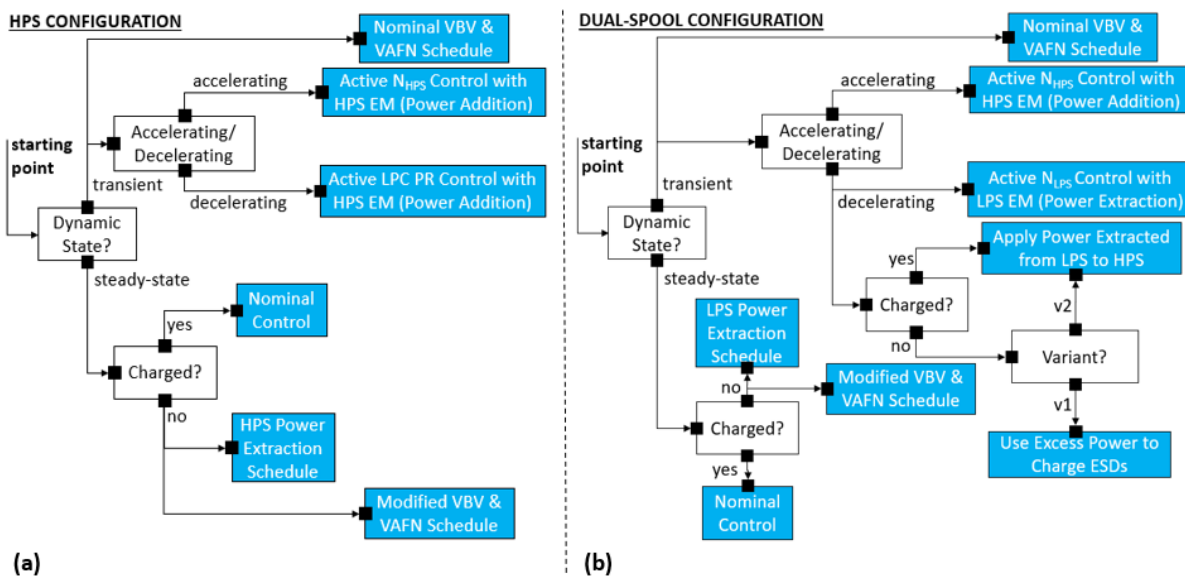 HPS CONFIGURATION
Nominal VBV &
VAFN Schedule
accelerating
Active NHPS Control with
HPS EM (Power Addition)
Accelerating/
Decelerating
starting
point
transient
decelerating
Active LPC PR Control with
HPS EM (Power Addition)
Dynamic
State?
steady-state
yes
Nominal
Control
Charged?
no
HPS Power
Extraction
Schedule
Modified VBV &
VAFN Schedule
(a)
DUAL-SPOOL CONFIGURATION
Nominal VBV &
VAFN Schedule
accelerating
Active NHPS Control with
HPS EM (Power Addition)
Accelerating/
Decelerating
starting
point
transient
decelerating
Active NLPS Control with
LPS EM (Power Extraction)
Dynamic
State?
steady-state
yes
Apply Power Extracted
from LPS to HPS
Charged?
no
v2
Variant?
v1
Use Excess Power to
Charge ESDs
LPS Power
Extraction
Schedule
no
Modified VBV &
VAFN Schedule
Charged?
yes
Nominal
Control
(b)